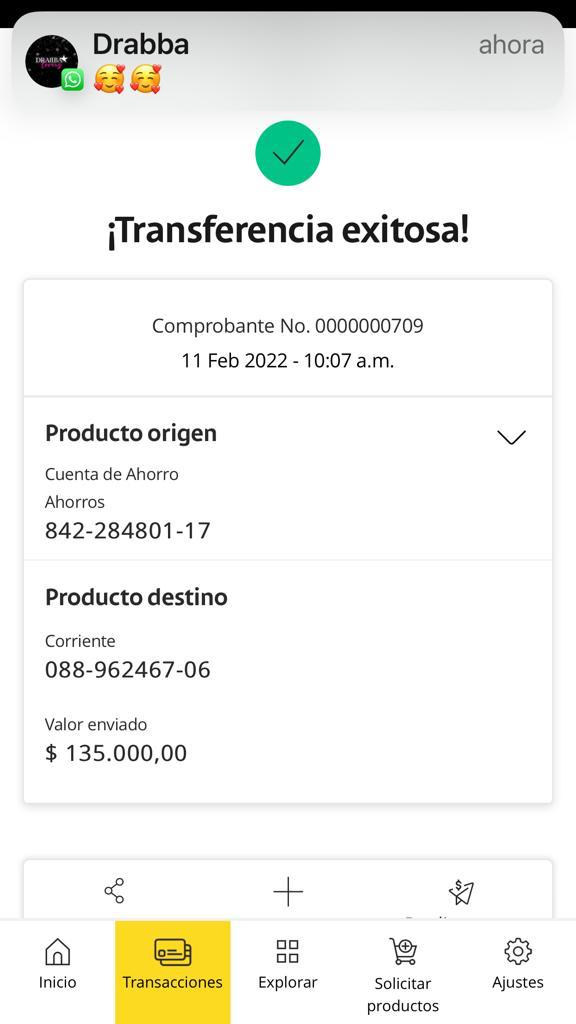 Drabba
ahora
🥰 🥰
¡Transferencia exitosa!
Comprobante No. 0000000709
11 Feb 2022 - 10:07 a.m.
Producto origen
Cuenta de Ahorro
Ahorros
842-284801-17
Producto destino
Corriente
088-962467-06
Valor enviado
$ 135.000,00
Inicio
Transacciones
Explorar
Solicitar
productos
Ajustes